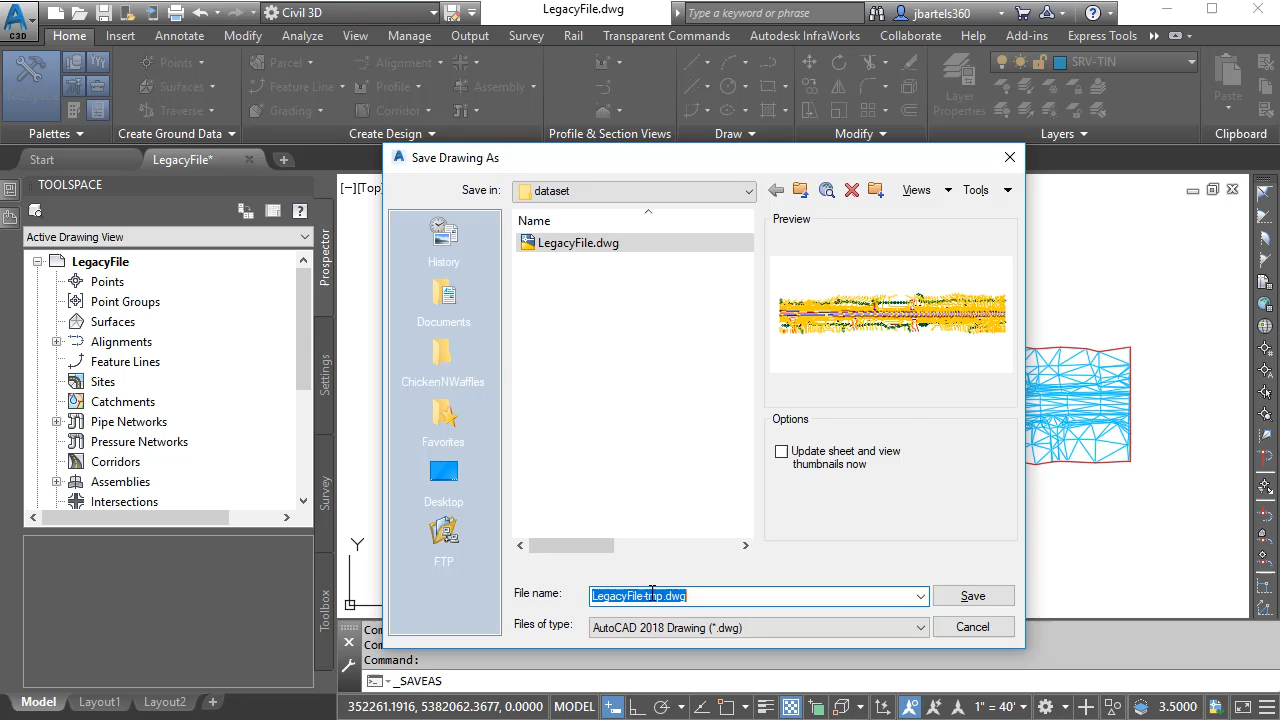 Civil 3D
LegacyFile.dwg
Type a keyword or phrase
jbartels360
C3D
Home Insert Annotate Modify Analyze View Manage Output Survey Rail Transparent Commands Autodesk InfraWorks Collaborate Help Add-ins Express Tools
Points
Surfaces
Traverse
Parcel
Feature Line
Grading
Alignment
Profile
Corridor
Assembly
Layer
Properties
SRV-TIN
Paste
Palettes
Create Ground Data
Create Design
Profile & Section Views
Draw
Modify
Layers
Clipboard
Start
LegacyFile*
TOOLSPACE
Active Drawing View
LegacyFile
Points
Point Groups
Surfaces
Alignments
Feature Lines
Sites
Catchments
Pipe Networks
Pressure Networks
Corridors
Assemblies
Intersections
Prospector
Settings
Survey
Toolbox
[−][Top]
Save Drawing As
Save in:
dataset
Views
Tools
History
Documents
ChickenNWaffles
Favorites
Desktop
FTP
Name
LegacyFile.dwg
Preview
Options
Update sheet and view
thumbnails now
File name:
LegacyFile-tmp.dwg
Save
Files of type:
AutoCAD 2018 Drawing (*.dwg)
Cancel
Y
Com
Com
Command:
_SAVEAS
Model
Layout1
Layout2
352261.1916, 5382062.3677, 0.0000
MODEL
1" = 40'
3.5000